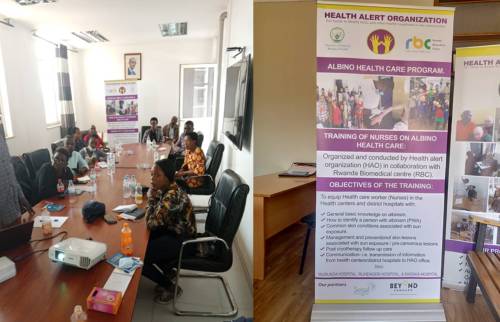 HEALTH ALERT ORGANIZATION
rbc
ALBINO HEALTH CARE PROGRAM.
TRAINING OF NURSES ON ALBINO
HEALTH CARE:
Organized and conducted by Health alert
organization (HAO) in collaboration with
Rwanda Biomedical centre (RBC).
OBJECTIVES OF THE TRAINING:
To equip Health care worker (nurses) in the
Health centers and district hospitals with:
General basic knowledge on albinism.
How to identify a person with albinism (PWA)
Common skin conditions associated with sun
exposure.
Management and preventional skin lesions
associated with sun exposure / pre cancerous lesions.
Post cryotherapy follow up care
Communication - i.e. transmission of information
from health centers/district hospitals to HAO office.
Our partners
BEYOND